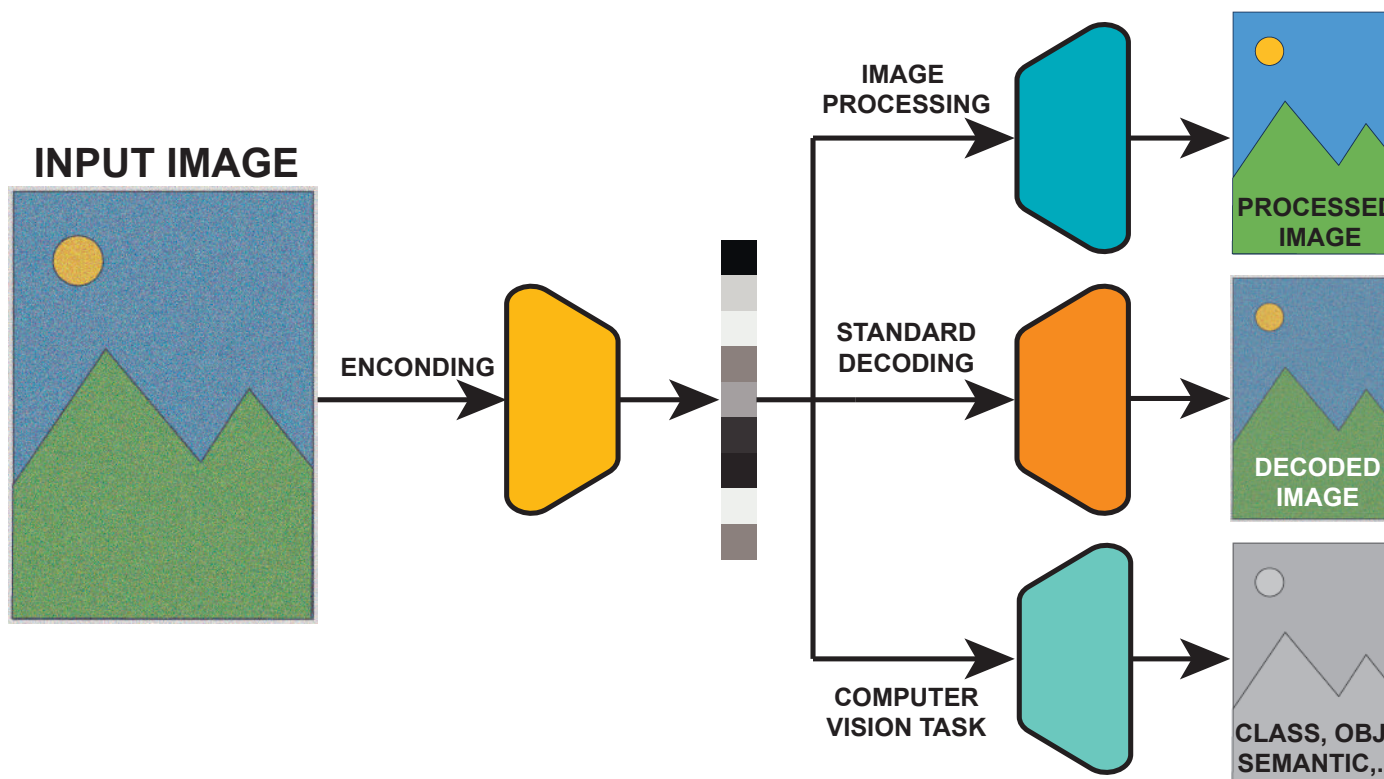 INPUT IMAGE
ENCONDING
IMAGE
PROCESSING
PROCESSED
IMAGE
STANDARD
DECODING
DECODED
IMAGE
COMPUTER
VISION TASK
CLASS, OBJ
SEMANTIC,..